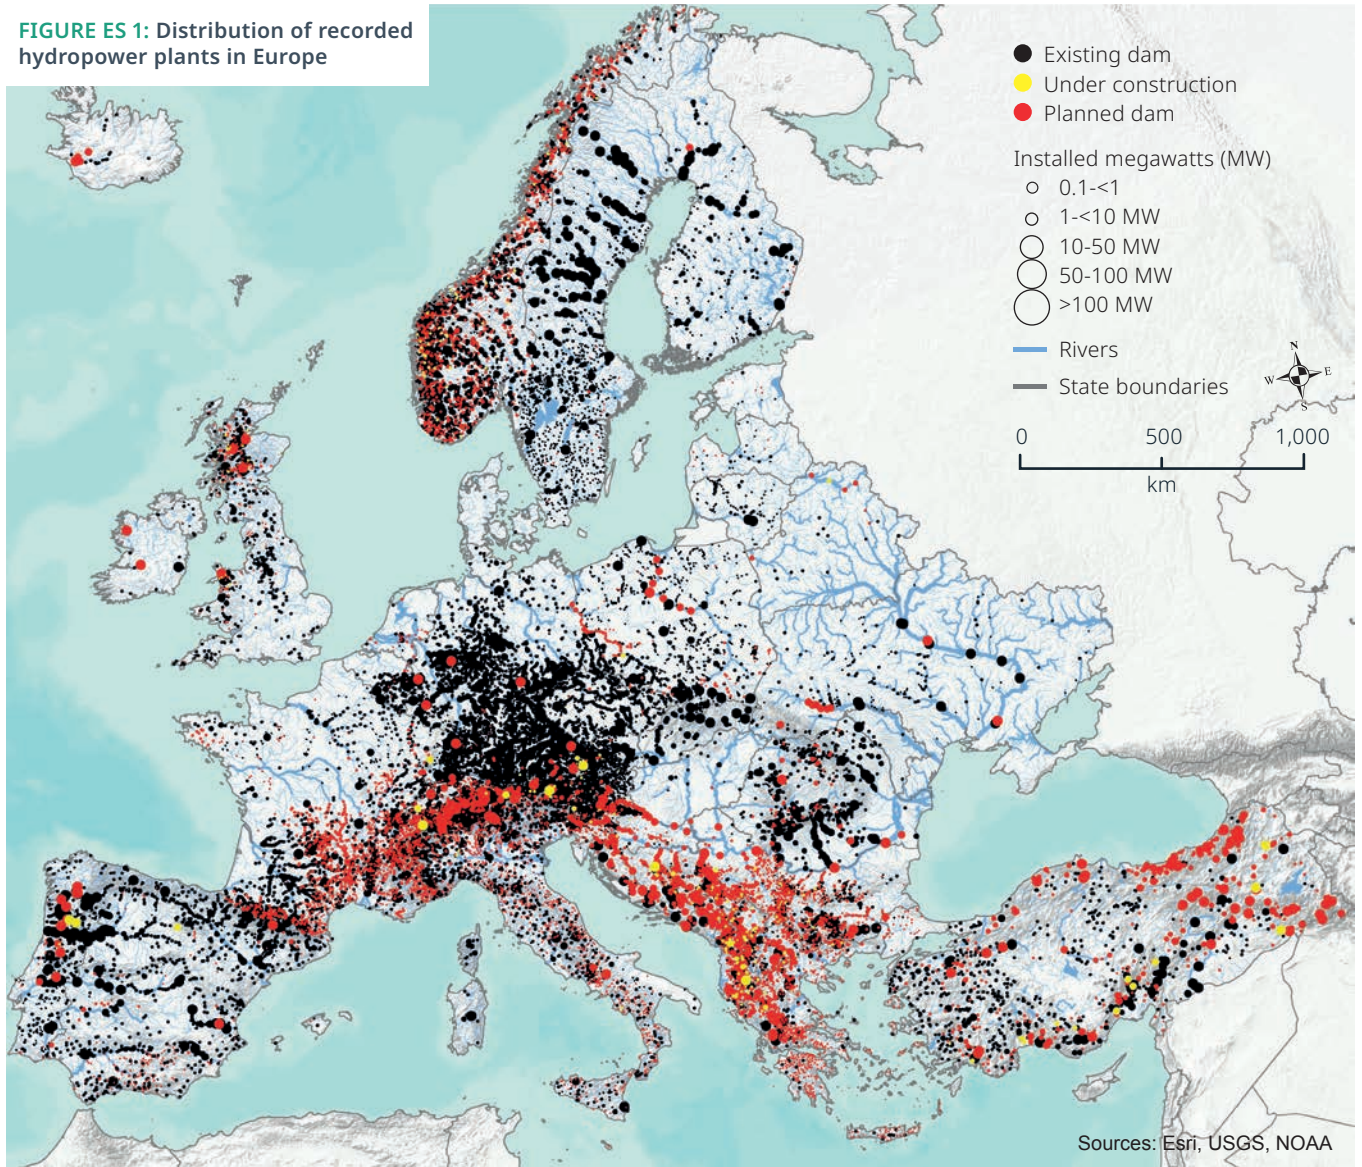 FIGURE ES 1: Distribution of recorded
hydropower plants in Europe
Existing dam
Under construction
Planned dam
Installed megawatts (MW)
0.1-<1
1-<10 MW
10-50 MW
50-100 MW
>100 MW
Rivers
State boundaries
N
W
E
S
0 500 1,000
km
Sources: Esri, USGS, NOAA